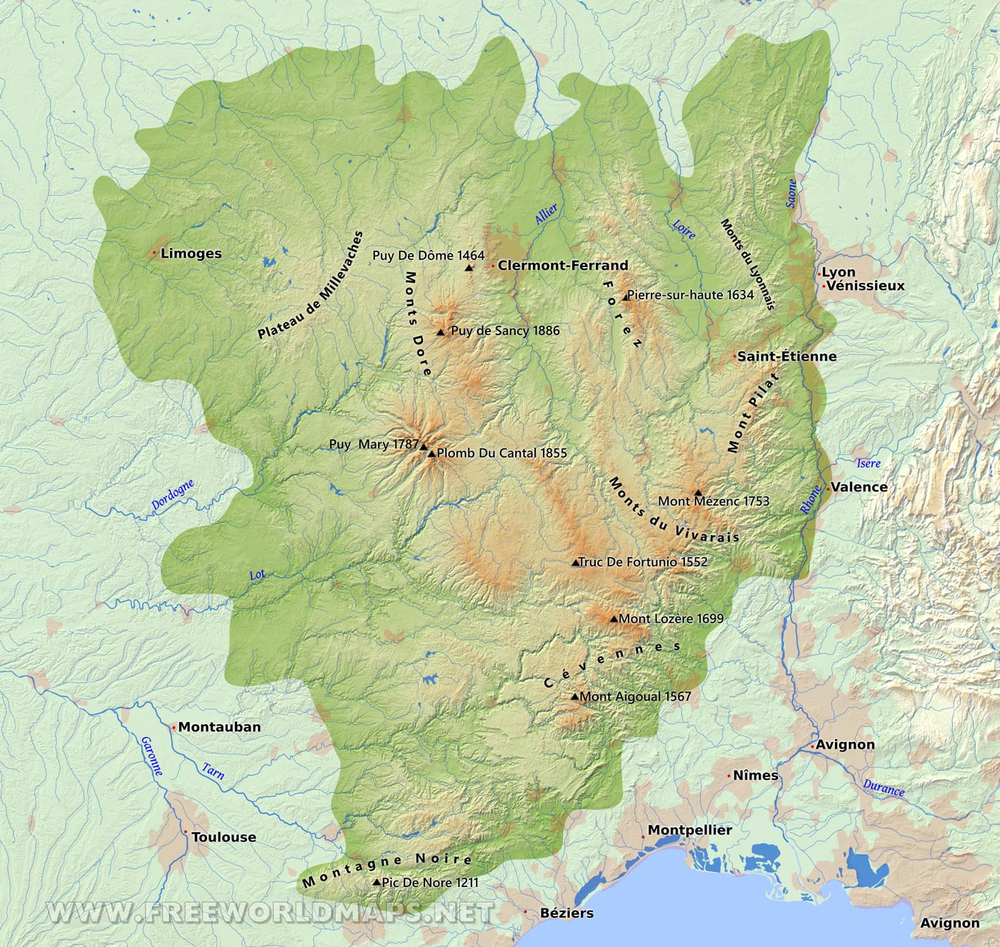 Saone
Allier
Loire
Monts du Lyonnais
Limoges
Plateau de Millevaches
Puy De Dôme 1464
Clermont-Ferrand
Lyon
Vénissieux
Monts Dore
Forez
Pierre-sur-haute 1634
Puy de Sancy 1886
Saint-Étienne
Mont Pilat
Puy Mary 1787
Plomb Du Cantal 1855
Isere
Dordogne
Valence
Rhone
Mont Mézenc 1753
Monts du Vivarais
Truc De Fortunio 1552
Lot
Mont Lozère 1699
Cévennes
Mont Aigoual 1567
Montauban
Garonne
Tarn
Avignon
Nîmes
Durance
Toulouse
Montpellier
Montagne Noire
Pic De Nore 1211
WWW.FREEWORLDMAPS.NET
Béziers
Avignon